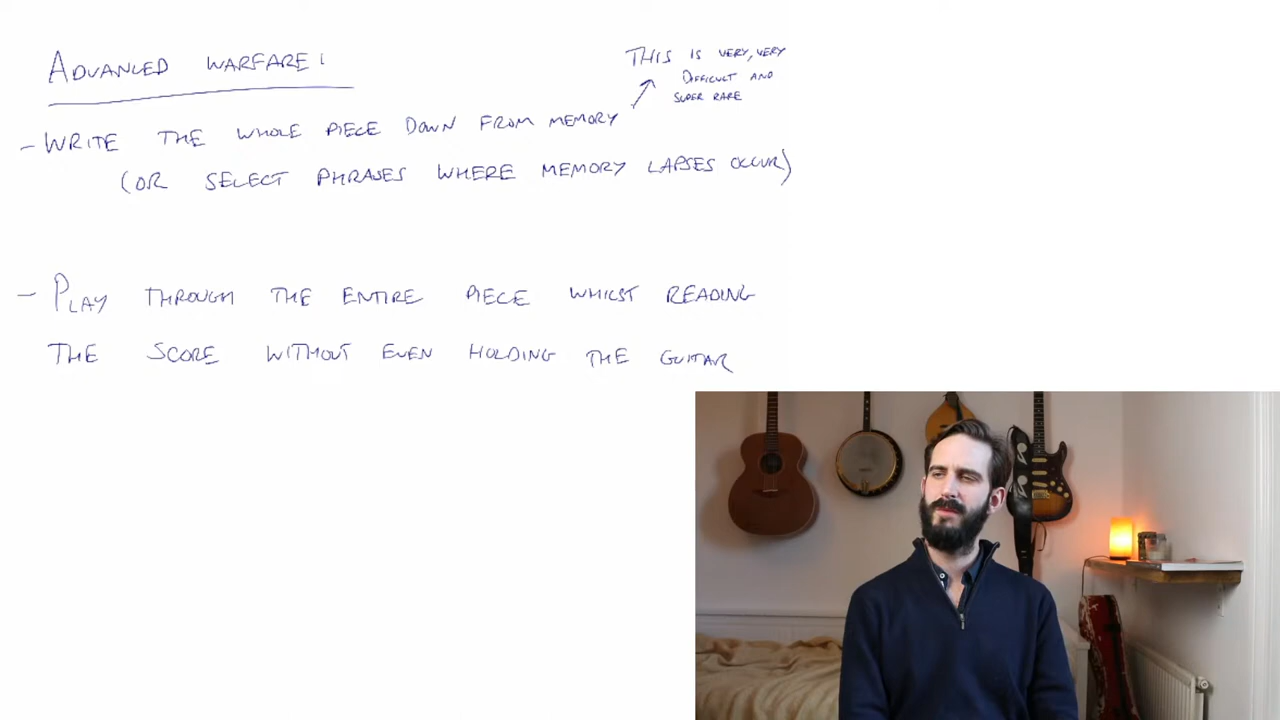 ADVANCED WARFARE:
THIS IS VERY, VERY
DIFFICULT AND
SUPER RARE
- WRITE THE WHOLE PIECE DOWN FROM MEMORY
(OR SELECT PHRASES WHERE MEMORY LAPSES OCCUR)
- PLAY THROUGH THE ENTIRE PIECE WHILST READING
THE SCORE WITHOUT EVEN HOLDING THE GUITAR